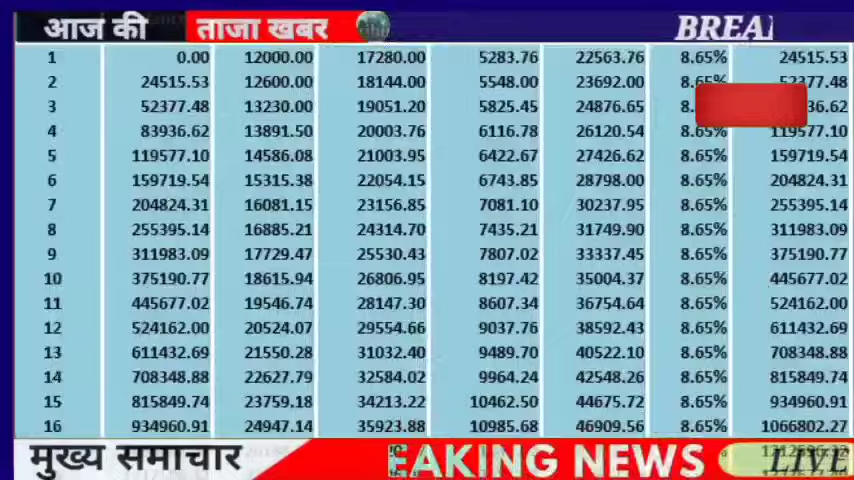 आज की ताजा खबर BREA
1 0.00 12000.00 17280.00 5283.76 22563.76 8.65% 24515.53
2 24515.53 12600.00 18144.00 5548.00 23692.00 8.65% 52377.48
3 52377.48 13230.00 19051.20 5825.45 24876.65 8. 36.62
4 83936.62 13891.50 20003.76 6116.78 26120.54 8.65% 119577.10
5 119577.10 14586.08 21003.95 6422.67 27426.62 8.65% 159719.54
6 159719.54 15315.38 22054.15 6743.85 28798.00 8.65% 204824.31
7 204824.31 16081.15 23156.85 7081.10 30237.95 8.65% 255395.14
8 255395.14 16885.21 24314.70 7435.21 31749.90 8.65% 311983.09
9 311983.09 17729.47 25530.43 7807.02 33337.45 8.65% 375190.77
10 375190.77 18615.94 26806.95 8197.42 35004.37 8.65% 445677.02
11 445677.02 19546.74 28147.30 8607.34 36754.64 8.65% 524162.00
12 524162.00 20524.07 29554.66 9037.76 38592.43 8.65% 611432.69
13 611432.69 21550.28 31032.40 9489.70 40522.10 8.65% 708348.88
14 708348.88 22627.79 32584.02 9964.24 42548.26 8.65% 815849.74
15 815849.74 23759.18 34213.22 10462.50 44675.72 8.65% 934960.91
16 934960.91 24947.14 35923.88 10985.68 46909.56 8.65% 1066802.27
मुख्य समाचार EAKING NEWS LIVE